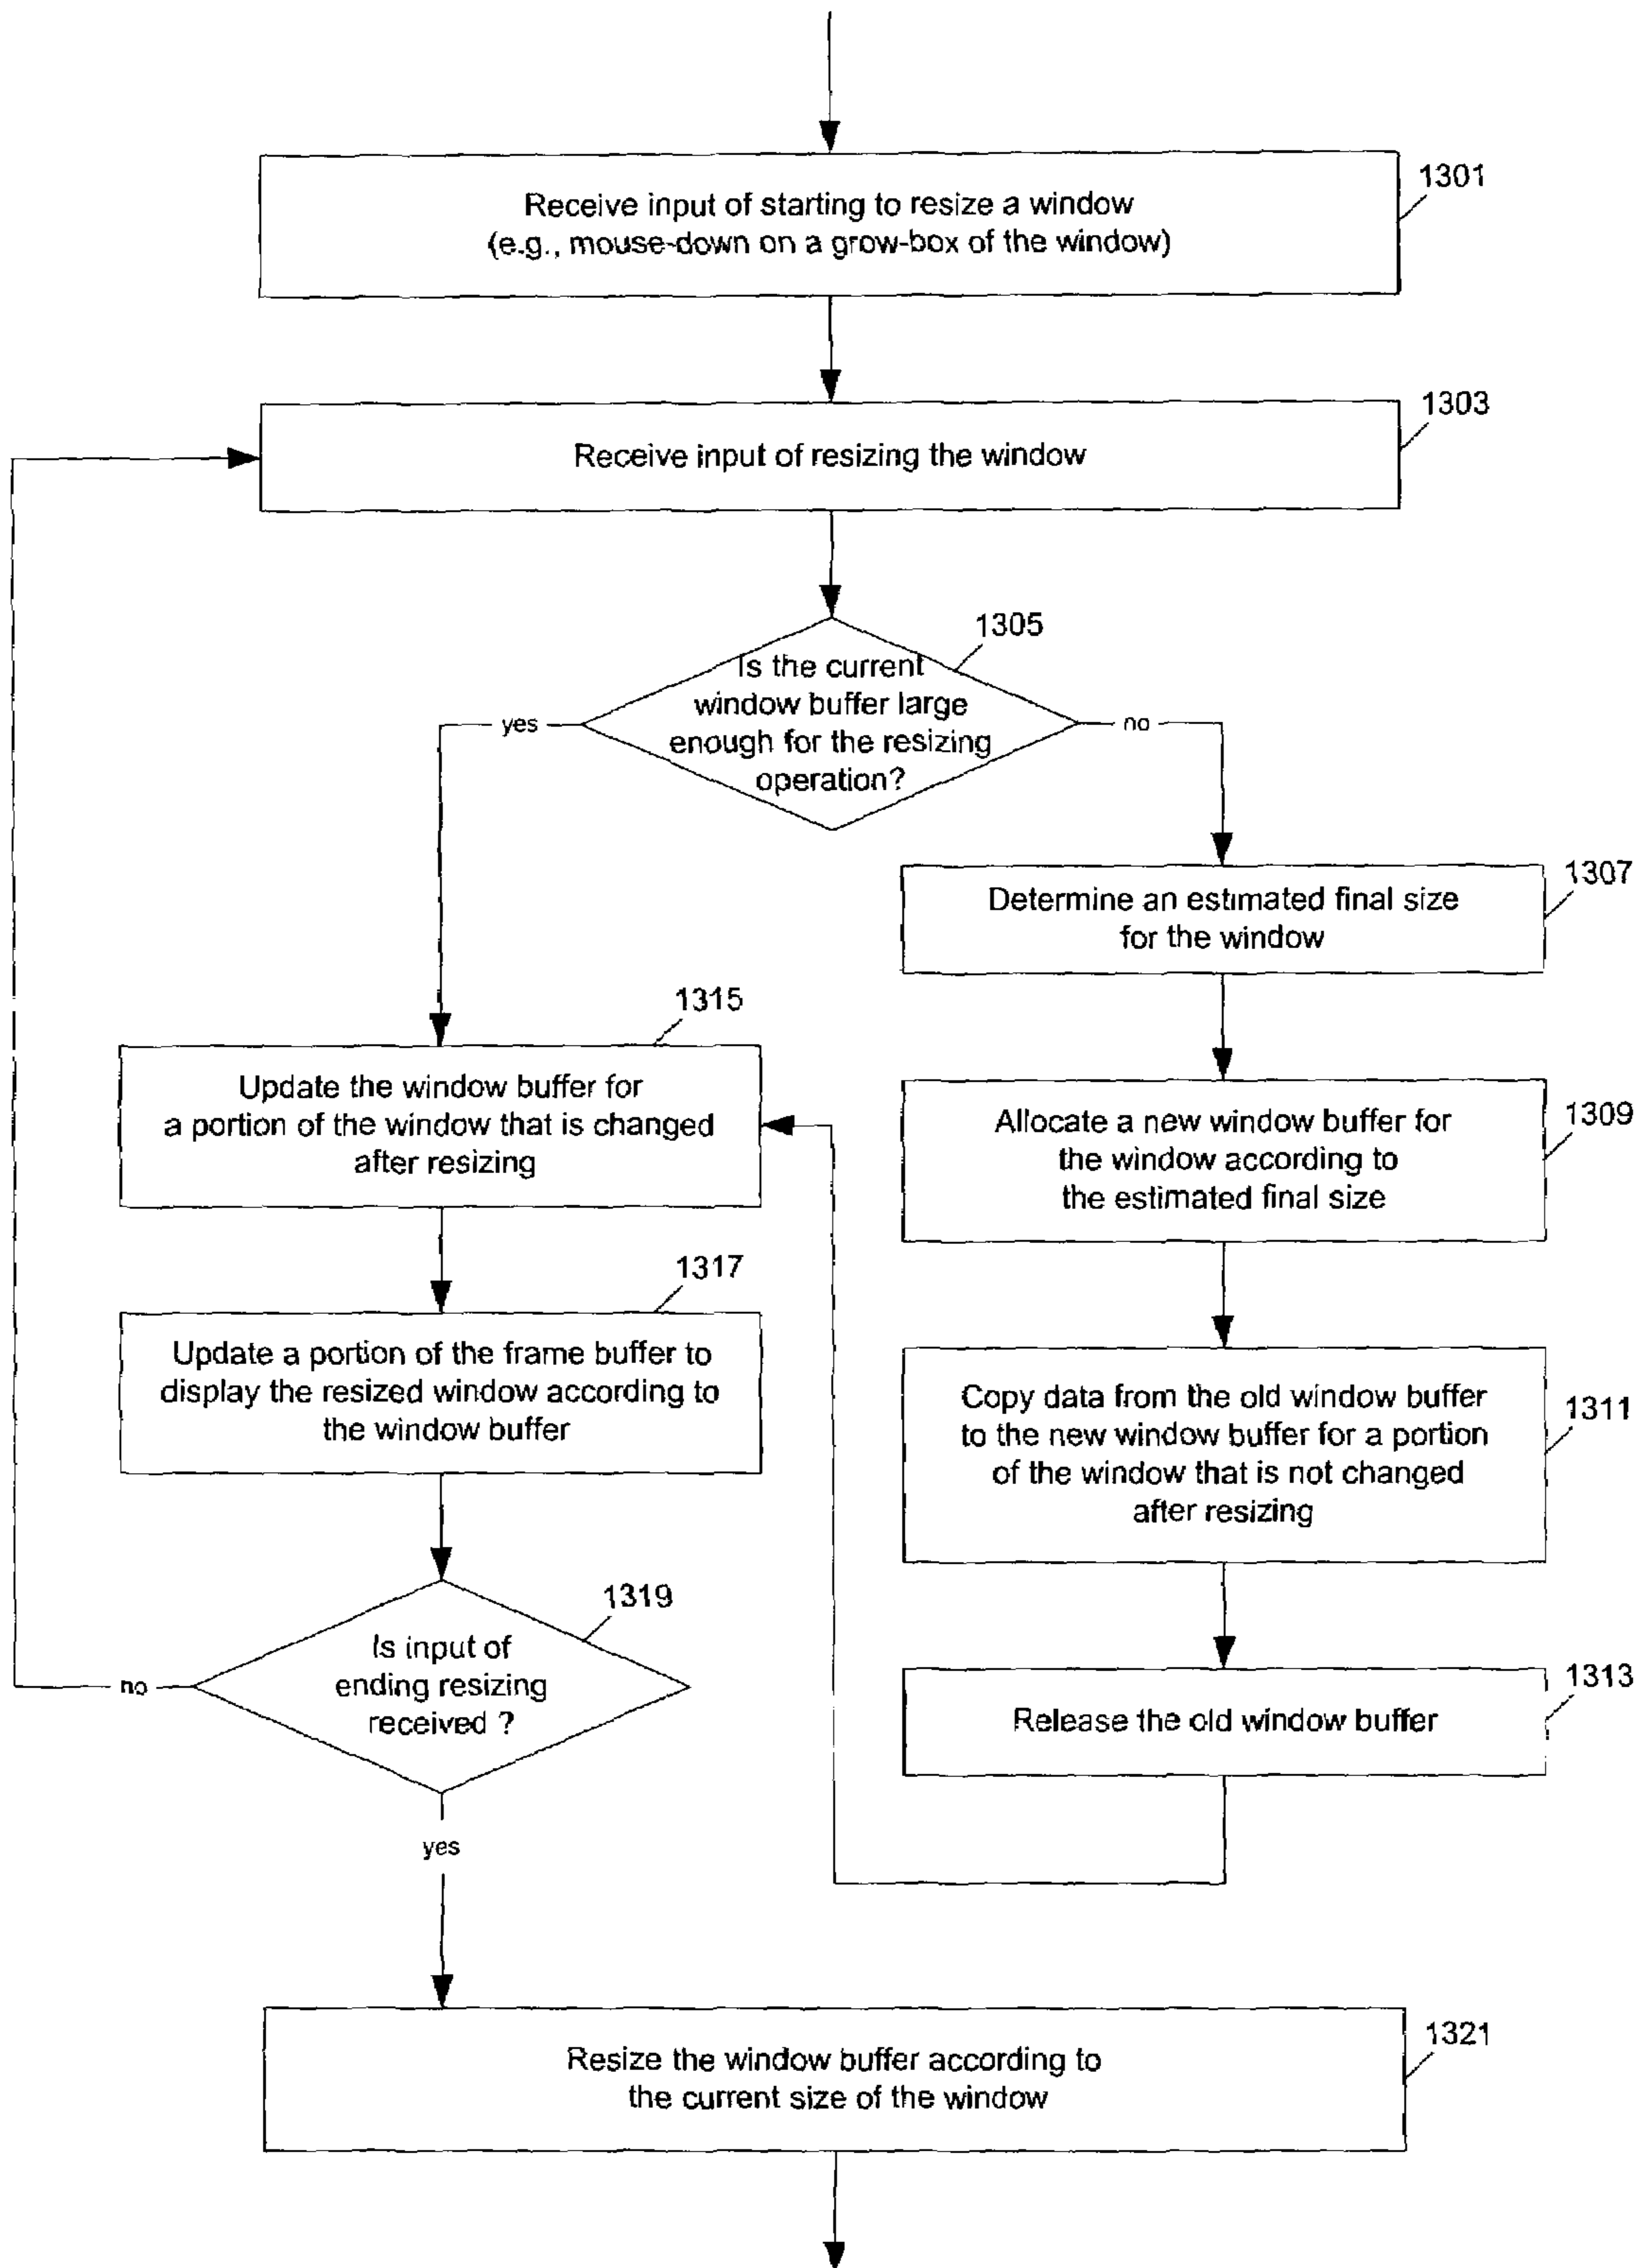 1301
Receive input of starting to resize a window
(e.g., mouse-down on a grow-box of the window)
1303
Receive input of resizing the window
1305
Is the current
window buffer large
enough for the resizing
operation?
yes
no
1307
Determine an estimated final size
for the window
1315
Update the window buffer for
a portion of the window that is changed
after resizing
1309
Allocate a new window buffer for
the window according to
the estimated final size
1317
Update a portion of the frame buffer to
display the resized window according to
the window buffer
1311
Copy data from the old window buffer
to the new window buffer for a portion
of the window that is not changed
after resizing
1319
Is input of
ending resizing
received ?
no
yes
1313
Release the old window buffer
1321
Resize the window buffer according to
the current size of the window